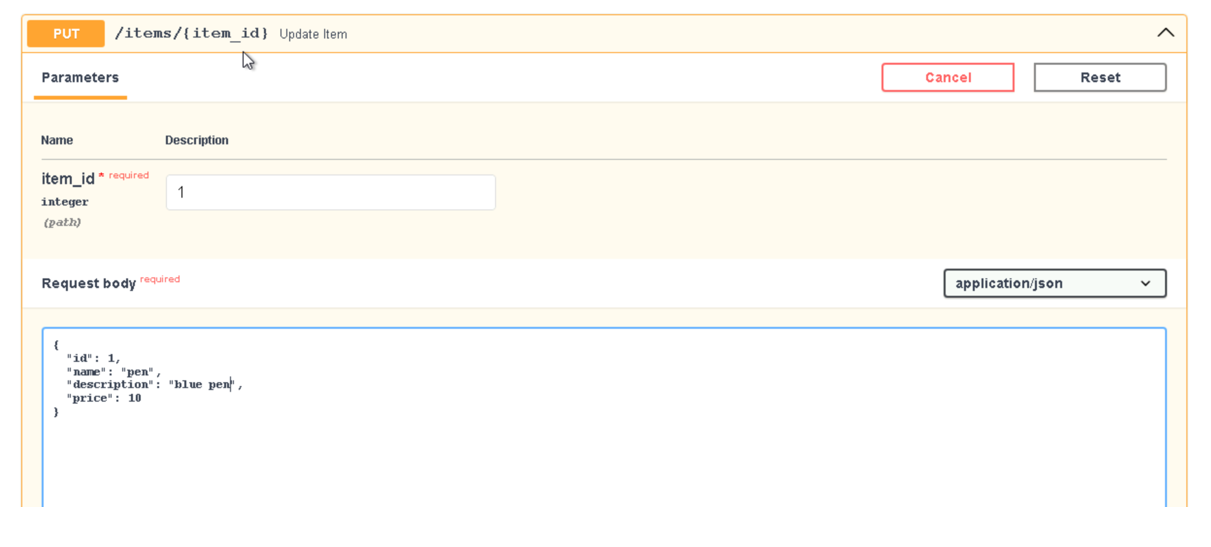 PUT /items/{item_id} Update Item
Parameters Cancel Reset
Name Description
item_id * required 1
integer
(path)
Request body required application/json
{
"id": 1,
"name": "pen",
"description": "blue pen",
"price": 10
}